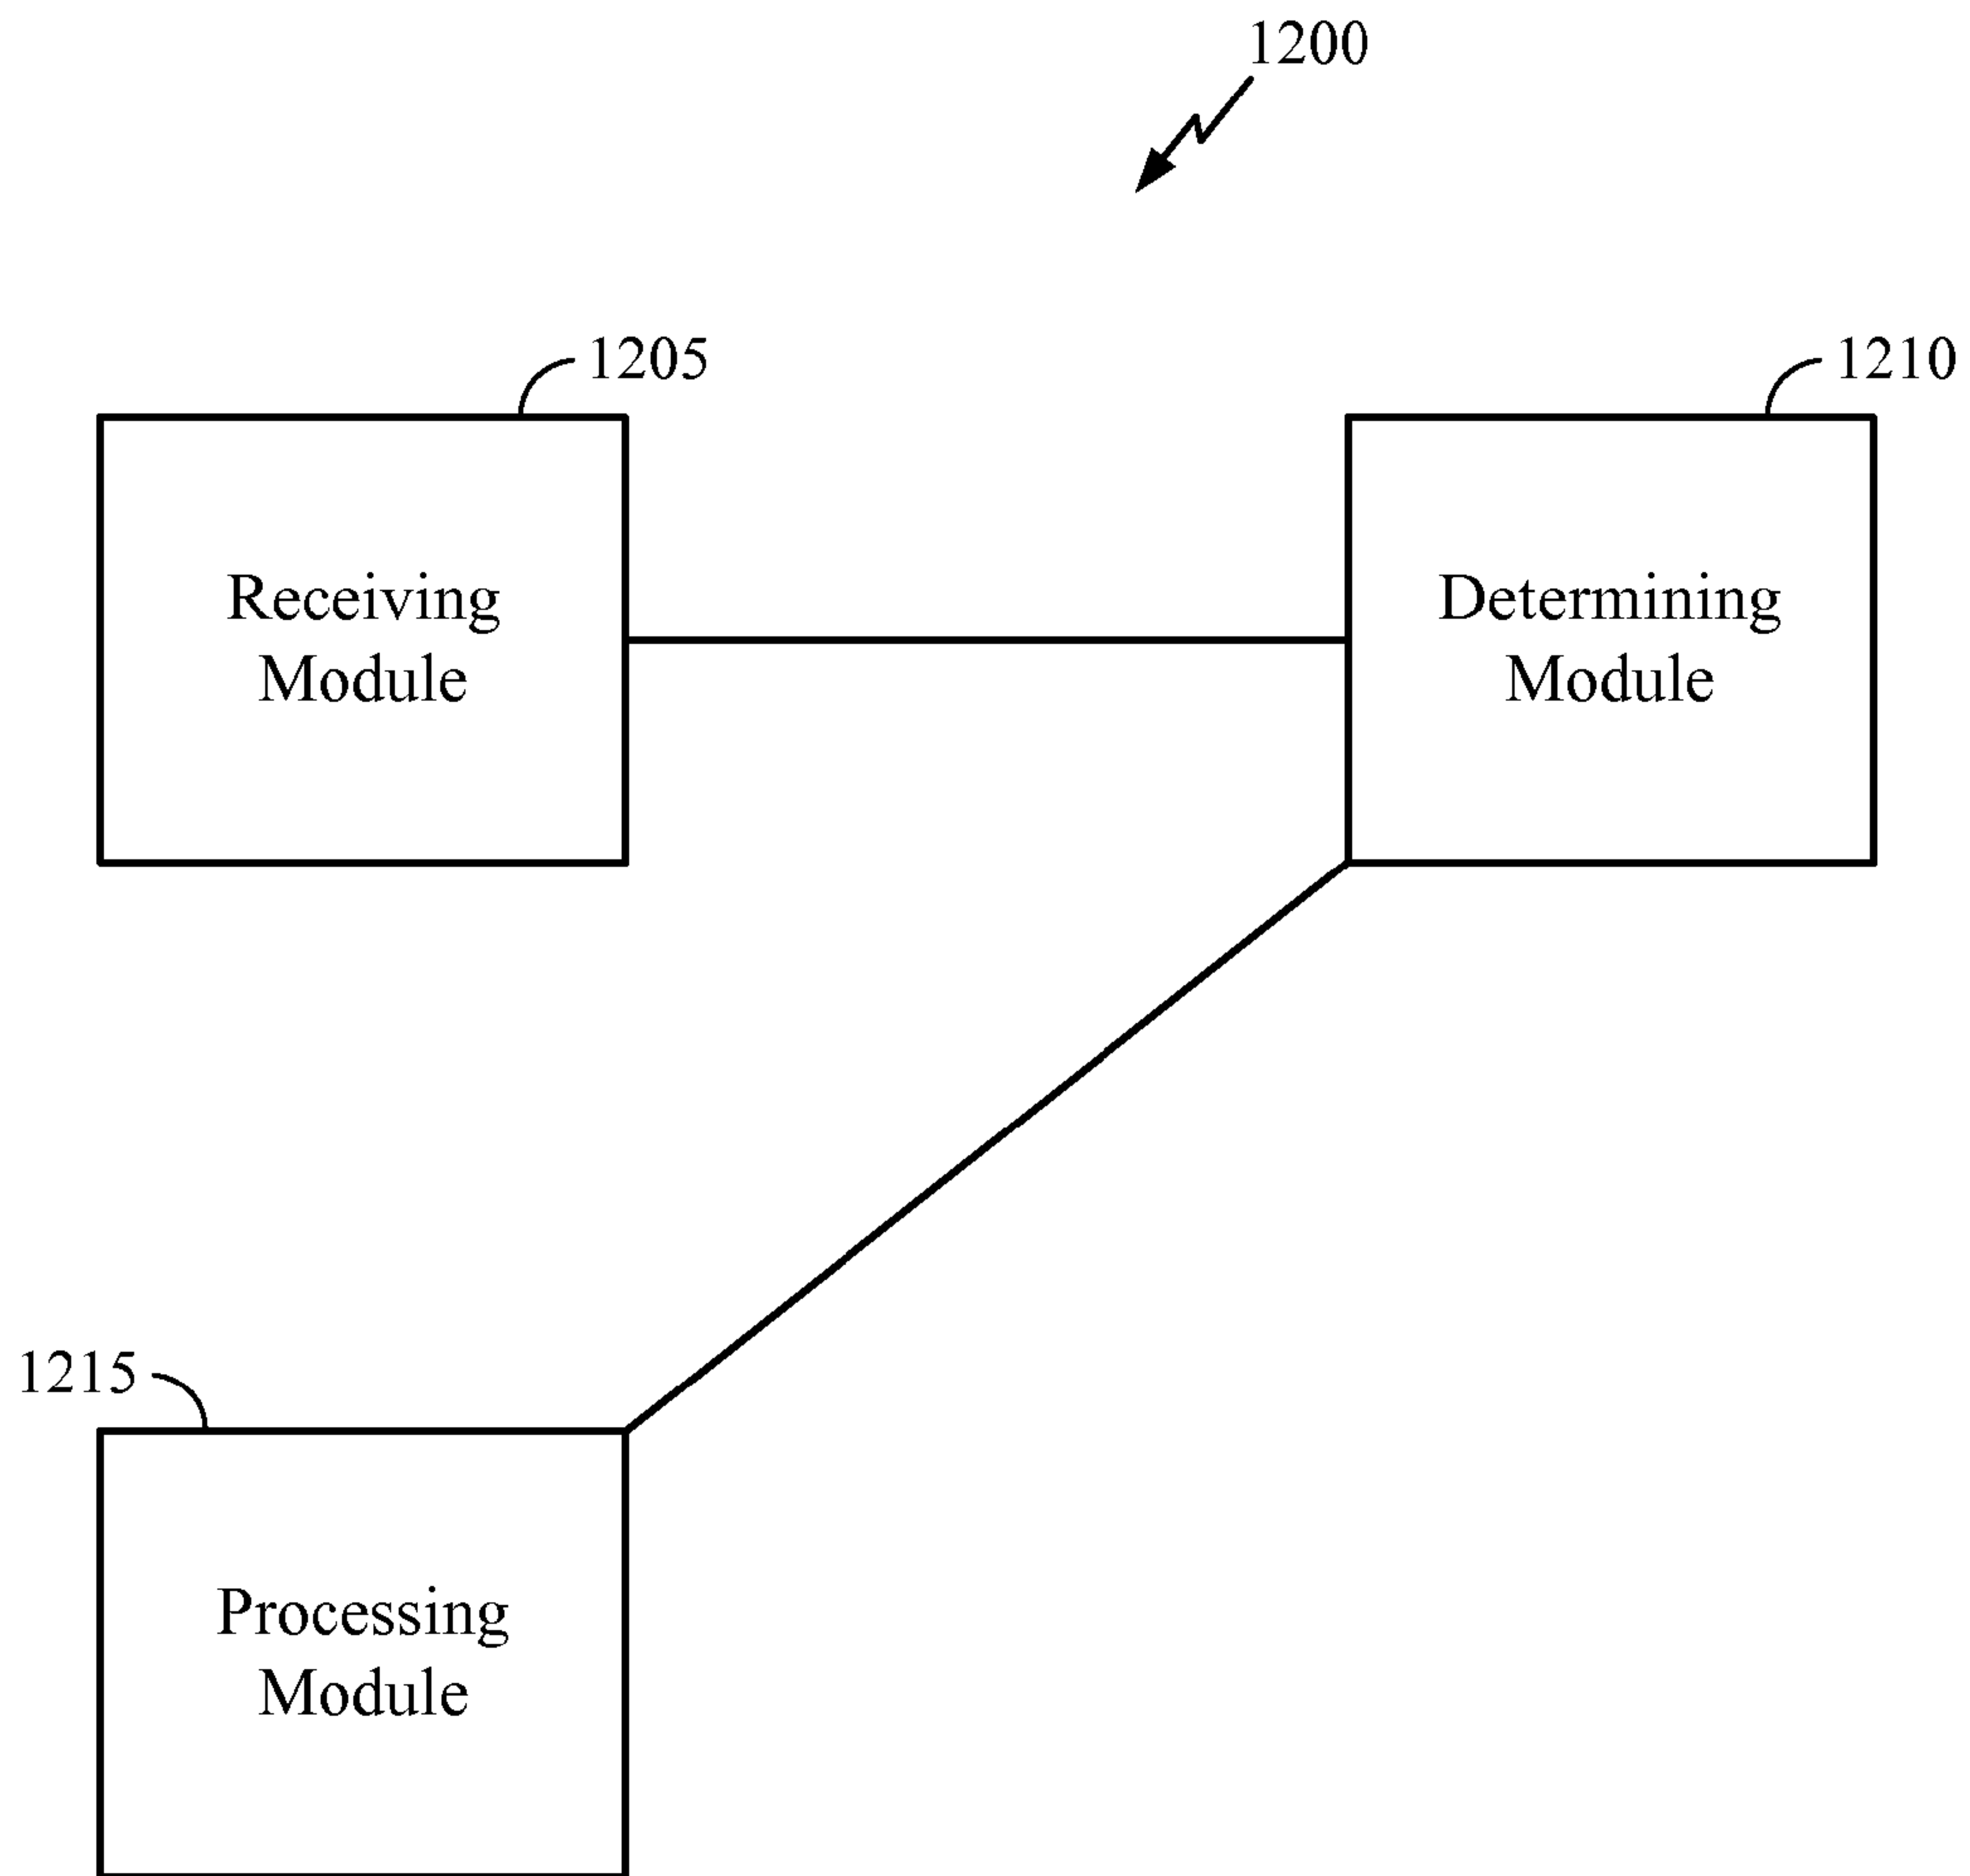 1200
1205
1210
Receiving
Module
Determining
Module
1215
Processing
Module